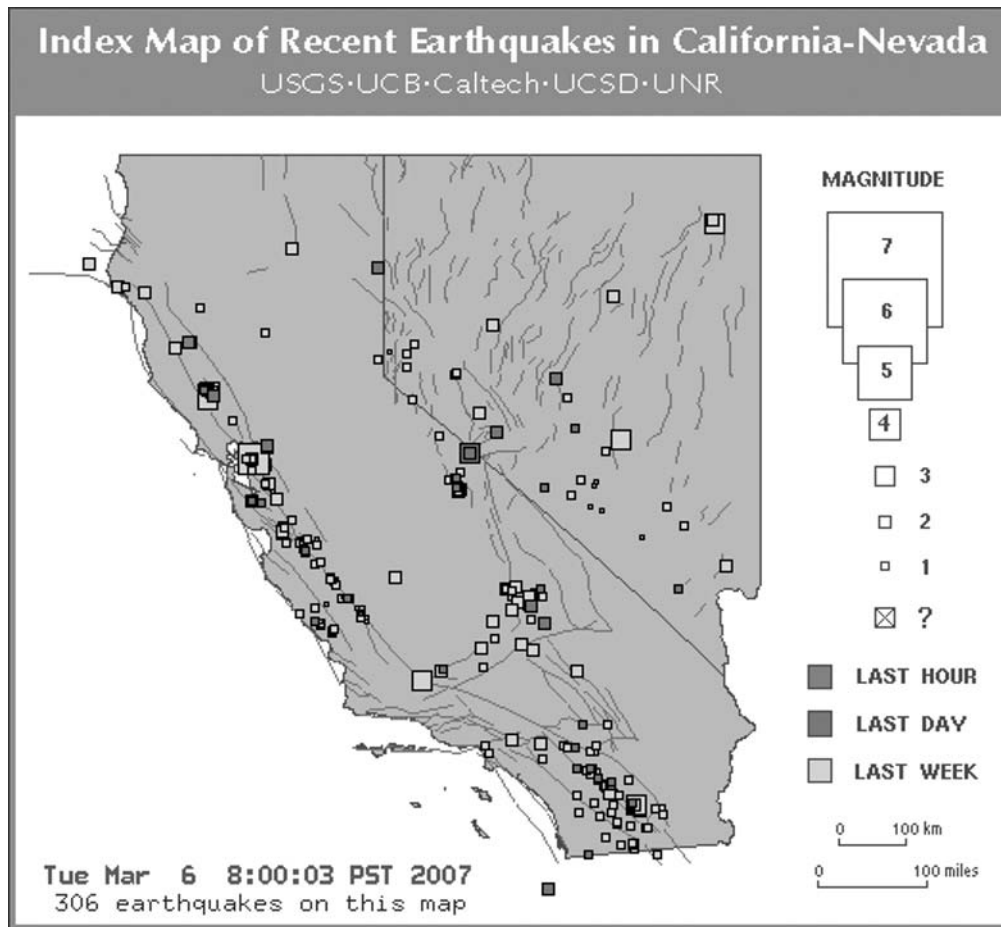 Index Map of Recent Earthquakes in California-Nevada
USGS·UCB·Caltech·UCSD·UNR
MAGNITUDE
7
6
5
4
3
2
1
?
LAST HOUR
LAST DAY
LAST WEEK
0 100 km
0 100 miles
Tue Mar 6 8:00:03 PST 2007
306 earthquakes on this map